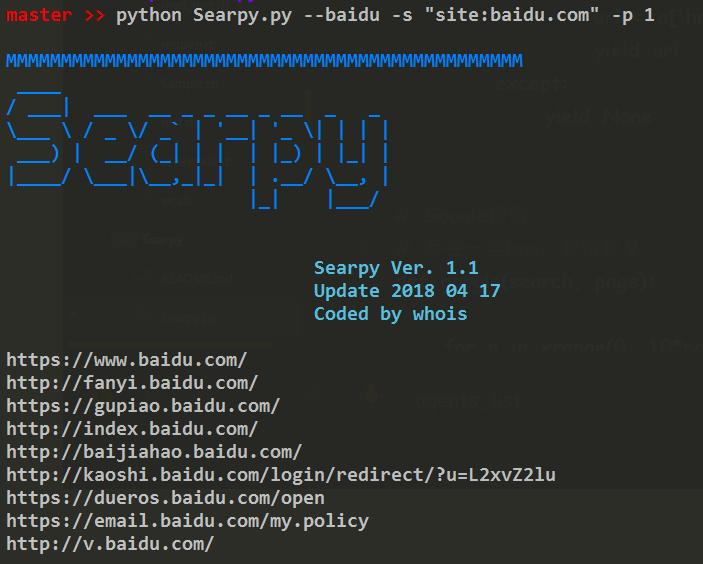 master >> python Searpy.py --baidu -s "site:baidu.com" -p 1
MMMMMMMMMMMMMMMMMMMMMMMMMMMMMMMMMMMMMMMMMMMMMMM
Searpy
Searpy Ver. 1.1
Update 2018 04 17
Coded by whois
https://www.baidu.com/
http://fanyi.baidu.com/
https://gupiao.baidu.com/
http://index.baidu.com/
http://baijiahao.baidu.com/
http://kaoshi.baidu.com/login/redirect/?u=L2xvZ2lu
https://dueros.baidu.com/open
https://email.baidu.com/my.policy
http://v.baidu.com/